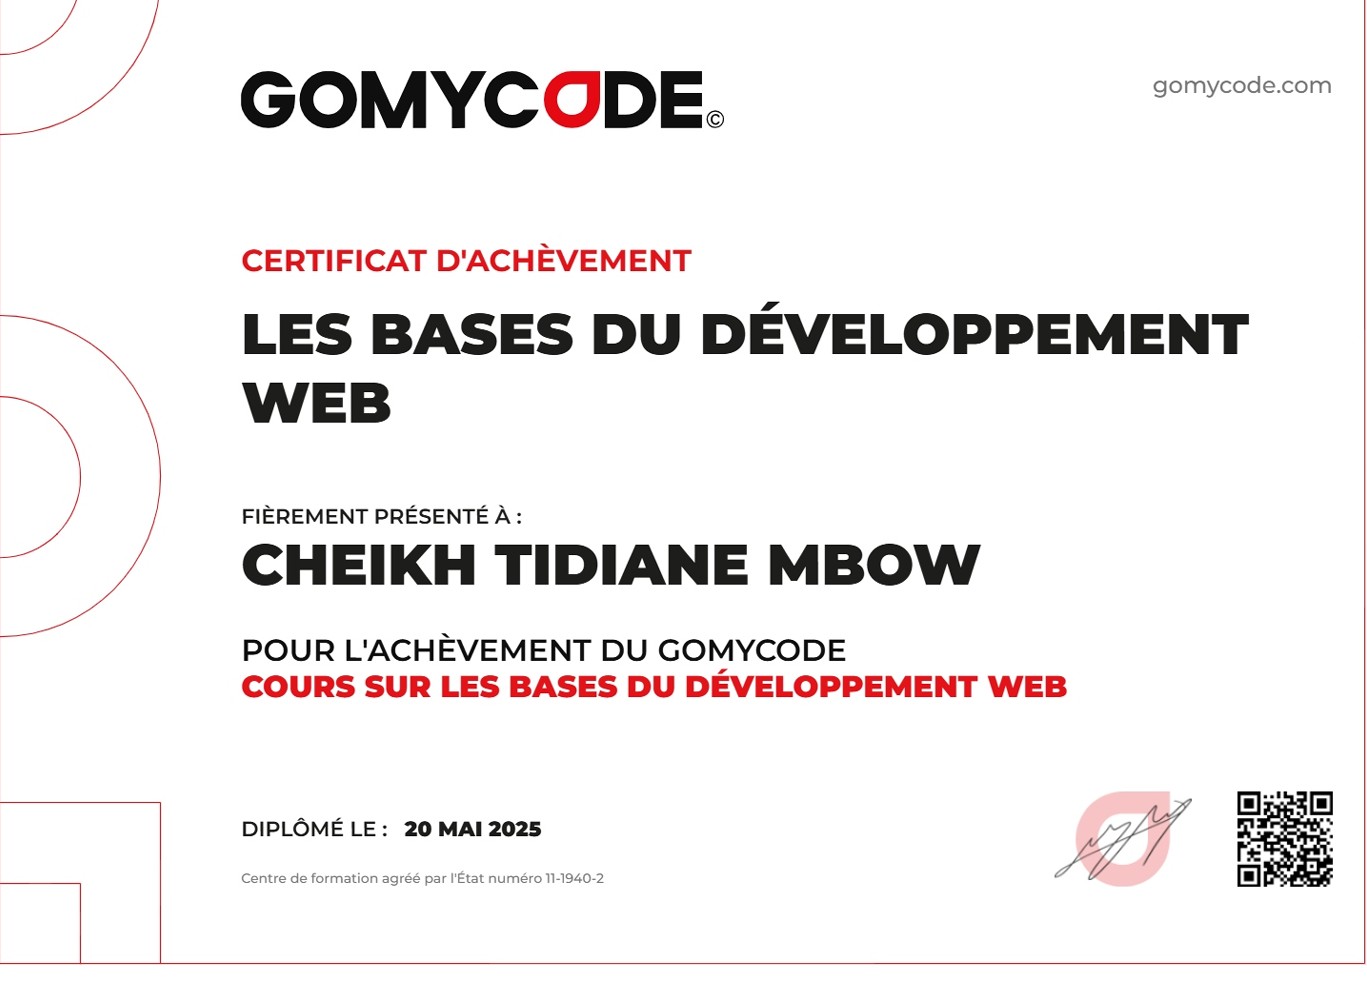 GOMYCODE©
gomycode.com
CERTIFICAT D'ACHÈVEMENT
LES BASES DU DÉVELOPPEMENT
WEB
FIÈREMENT PRÉSENTÉ À :
CHEIKH TIDIANE MBOW
POUR L'ACHÈVEMENT DU GOMYCODE
COURS SUR LES BASES DU DÉVELOPPEMENT WEB
DIPLÔMÉ LE : 20 MAI 2025
Centre de formation agréé par l'État numéro 11-1940-2